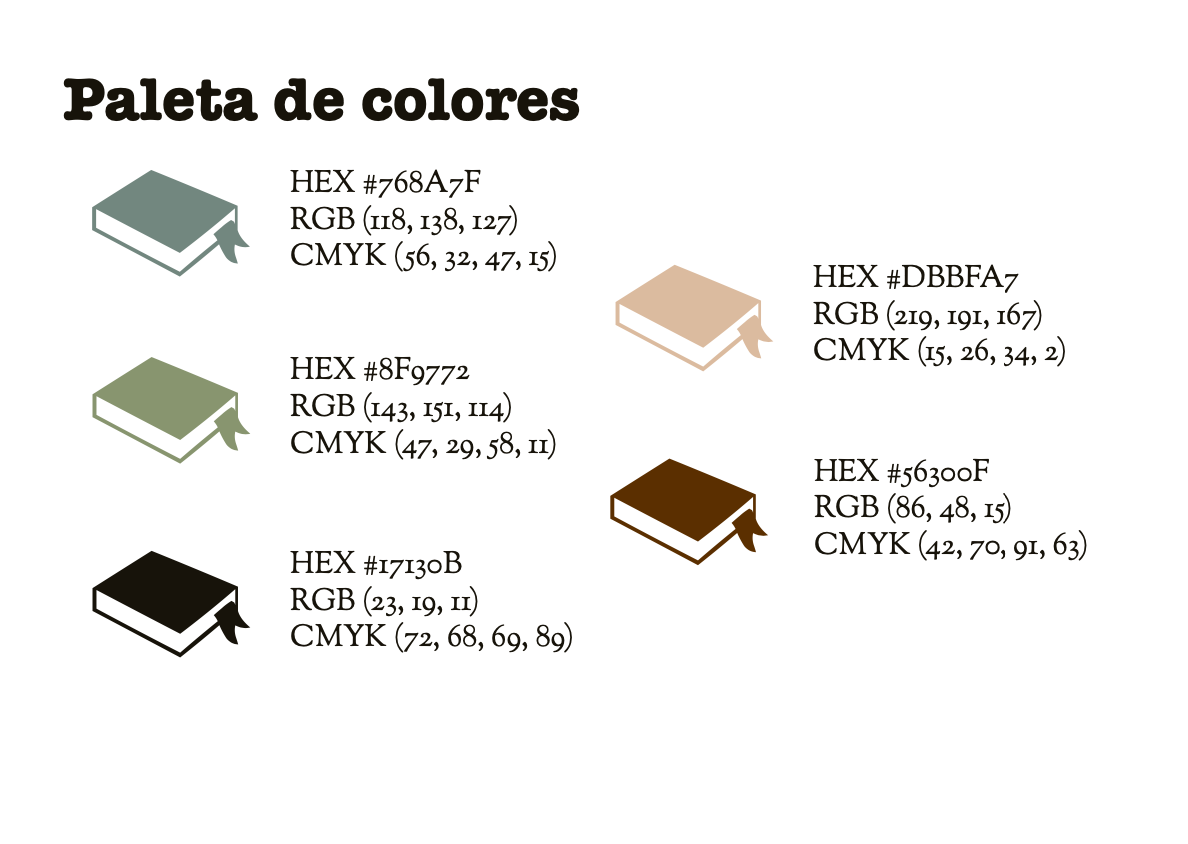 Paleta de colores
HEX #768A7F
RGB (118, 138, 127)
CMYK (56, 32, 47, 15)
HEX #8F9772
RGB (143, 151, 114)
CMYK (47, 29, 58, 11)
HEX #17130B
RGB (23, 19, 11)
CMYK (72, 68, 69, 89)
HEX #DBBFA7
RGB (219, 191, 167)
CMYK (15, 26, 34, 2)
HEX #56300F
RGB (86, 48, 15)
CMYK (42, 70, 91, 63)